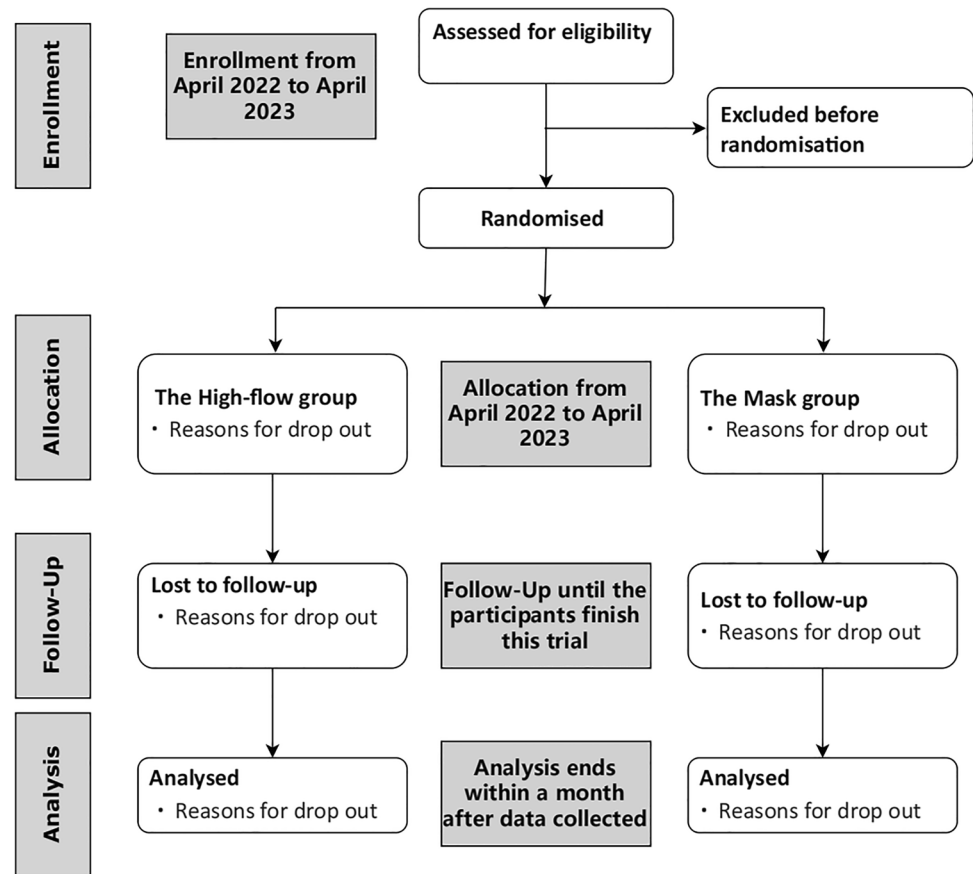 Enrollment
Enrollment from
April 2022 to April
2023
Assessed for eligibility
Excluded before
randomisation
Randomised
Allocation
The High-flow group
• Reasons for drop out
Allocation from
April 2022 to April
2023
The Mask group
• Reasons for drop out
Follow-Up
Lost to follow-up
• Reasons for drop out
Follow-Up until the
participants finish
this trial
Lost to follow-up
• Reasons for drop out
Analysis
Analysed
• Reasons for drop out
Analysis ends
within a month
after data collected
Analysed
• Reasons for drop out